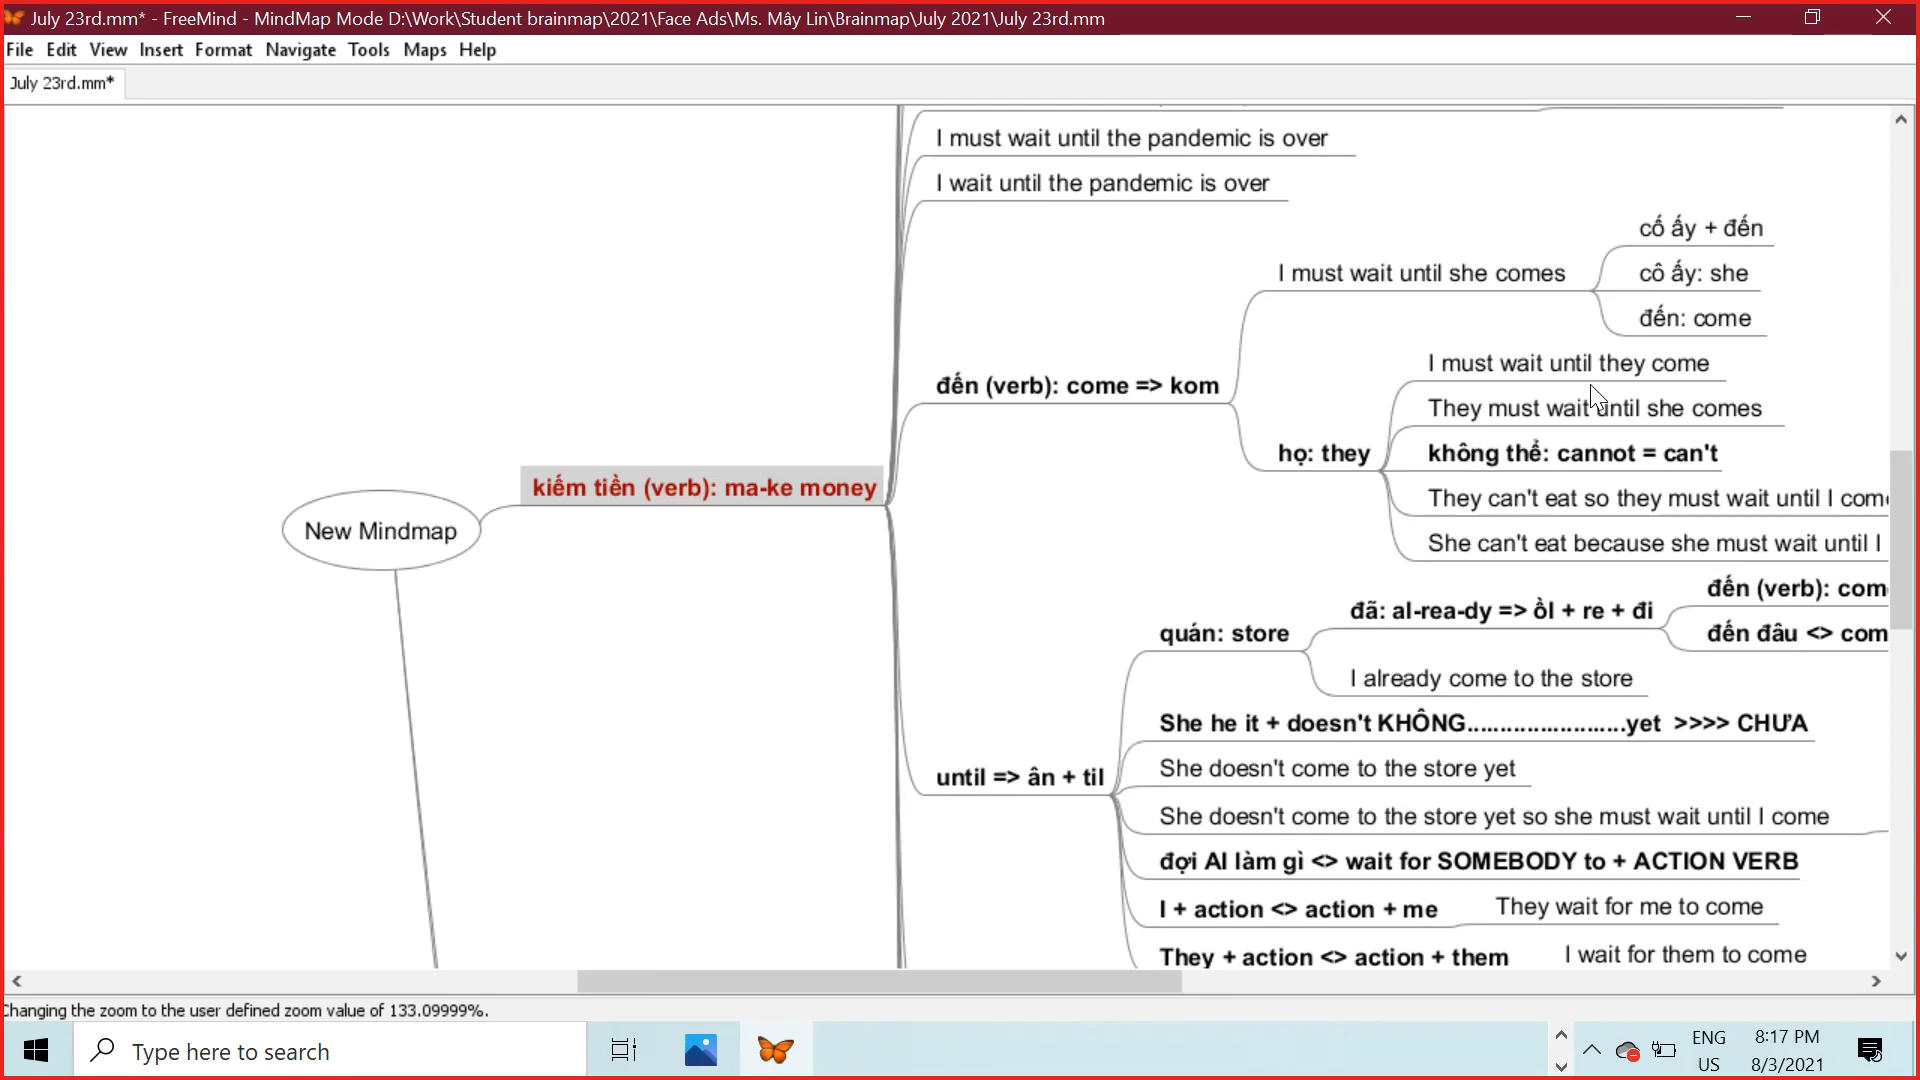 July 23rd.mm* - FreeMind - MindMap Mode D:\Work\Student brainmap\2021\Face Ads\Ms. Mây Lin\Brainmap\July 2021\July 23rd.mm
File Edit View Insert Format Navigate Tools Maps Help
July 23rd.mm*
I must wait until the pandemic is over
I wait until the pandemic is over
cố ấy + đến
I must wait until she comes
cô ấy: she
đến: come
I must wait until they come
đến (verb): come => kom
They must wait until she comes
họ: they
không thể: cannot = can't
kiếm tiền (verb): ma-ke money
They can't eat so they must wait until I come
New Mindmap
She can't eat because she must wait until I
đến (verb): com
đã: al-rea-dy => ồl + re + đi
quán: store
đến đâu <> com
I already come to the store
She he it + doesn't KHÔNG........................yet >>>> CHƯA
until => ân + til
She doesn't come to the store yet
She doesn't come to the store yet so she must wait until I come
đợi AI làm gì <> wait for SOMEBODY to + ACTION VERB
I + action <> action + me
They wait for me to come
They + action <> action + them
I wait for them to come
Changing the zoom to the user defined zoom value of 133.09999%.
Type here to search
ENG
US
8:17 PM
8/3/2021